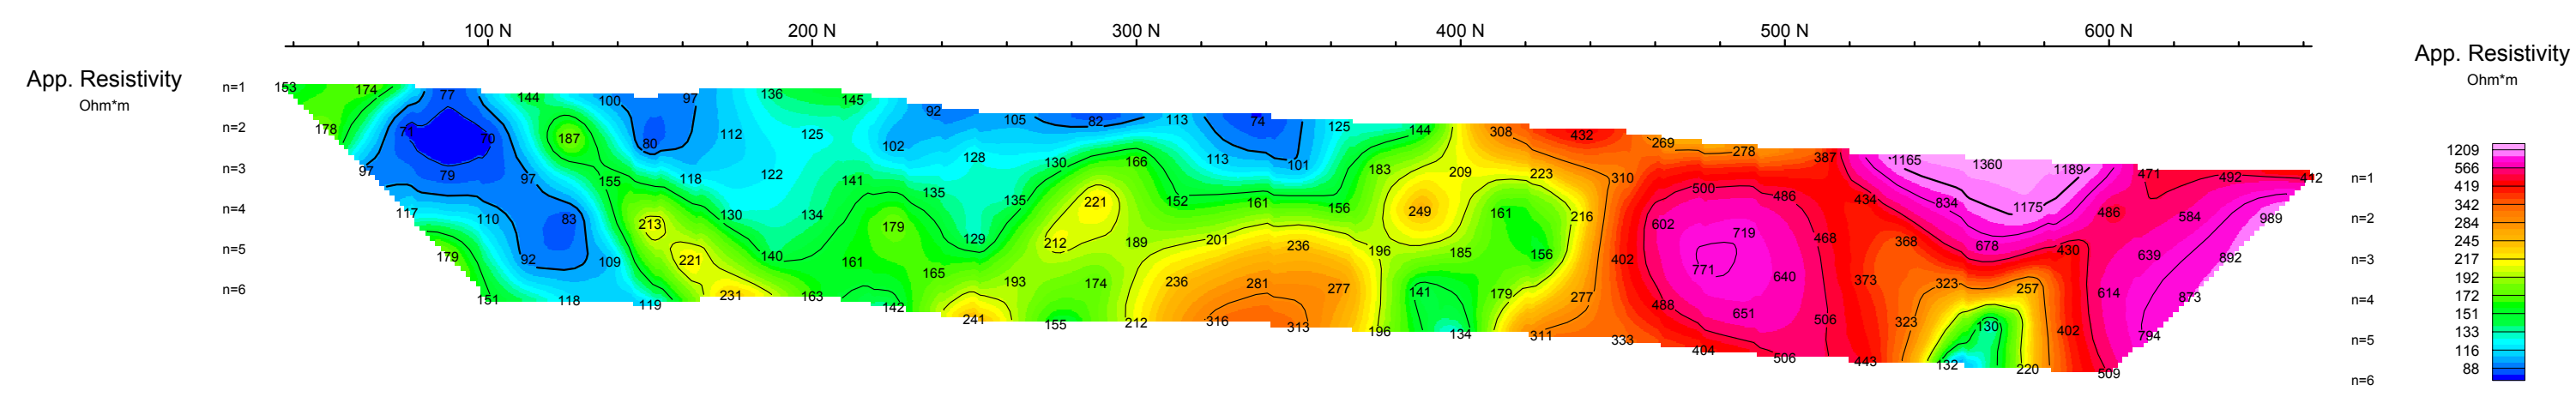 100 N 200 N 300 N 400 N 500 N 600 N
App. Resistivity
Ohm*m
App. Resistivity
Ohm*m
n=1
n=2
n=3
n=4
n=5
n=6
153 174 77 144 100 97 136 145 92 105 82 113 74 125 144 308 432 269 278 387 1165 1360 1189 471 492 412
178 71 70 187 80 112 125 102 128 130 166 113 101 183 209 223 310 500 486 434 834 1175 486 584 989
97 79 97 155 118 122 141 135 135 221 152 161 156 249 161 216 602 719 468 368 678 430 639 892
117 110 83 213 130 134 179 129 212 189 201 236 196 185 156 402 771 640 373 323 257 614 873
179 92 109 221 140 161 165 193 174 236 281 277 141 179 277 488 651 506 323 130 402 794
151 118 119 231 163 142 241 155 212 316 313 196 134 311 333 404 506 443 132 220 509
n=1
n=2
n=3
n=4
n=5
n=6
1209
566
419
342
284
245
217
192
172
151
133
116
88